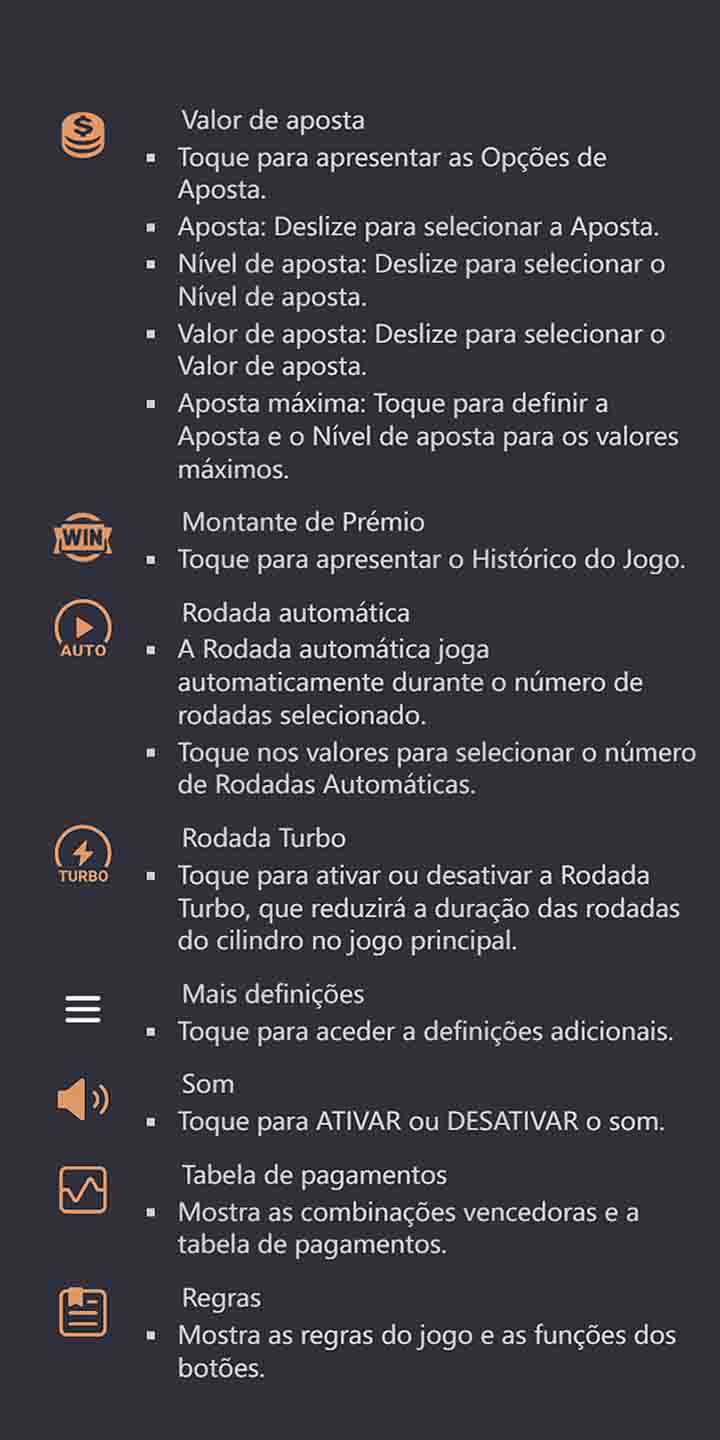 Valor de aposta
▪ Toque para apresentar as Opções de
Aposta.
▪ Aposta: Deslize para selecionar a Aposta.
▪ Nível de aposta: Deslize para selecionar o
Nível de aposta.
▪ Valor de aposta: Deslize para selecionar o
Valor de aposta.
▪ Aposta máxima: Toque para definir a
Aposta e o Nível de aposta para os valores
máximos.
WIN
Montante de Prémio
▪ Toque para apresentar o Histórico do Jogo.
AUTO
Rodada automática
▪ A Rodada automática joga
automaticamente durante o número de
rodadas selecionado.
▪ Toque nos valores para selecionar o número
de Rodadas Automáticas.
TURBO
Rodada Turbo
▪ Toque para ativar ou desativar a Rodada
Turbo, que reduzirá a duração das rodadas
do cilindro no jogo principal.
Mais definições
▪ Toque para aceder a definições adicionais.
Som
▪ Toque para ATIVAR ou DESATIVAR o som.
Tabela de pagamentos
▪ Mostra as combinações vencedoras e a
tabela de pagamentos.
Regras
▪ Mostra as regras do jogo e as funções dos
botões.